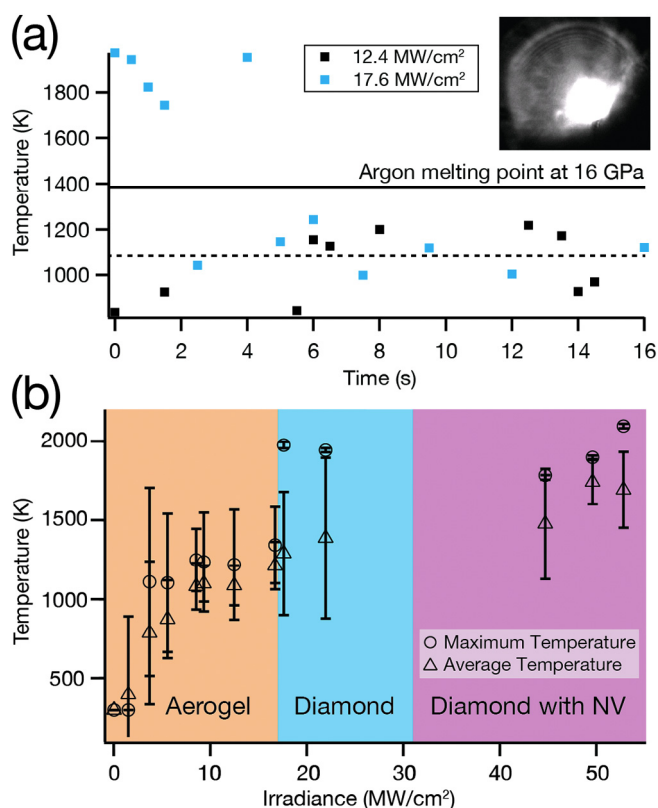 (a)
12.4 MW/cm²
17.6 MW/cm²
Argon melting point at 16 GPa
Temperature (K)
1800
1600
1400
1200
1000
0
2
4
6
8
10
12
14
16
Time (s)
(b)
Temperature (K)
2000
1500
1000
500
Maximum Temperature
Average Temperature
Aerogel
Diamond
Diamond with NV
0
10
20
30
40
50
Irradiance (MW/cm²)